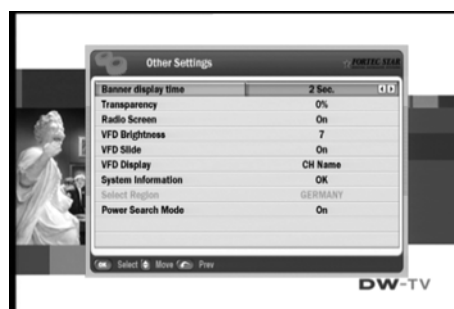 Other Settings
FORTEC STAR
Banner display time 2 Sec.
Transparency 0%
Radio Screen On
VFD Brightness 7
VFD Slide On
VFD Display CH Name
System Information OK
Select Region GERMANY
Power Search Mode On
OK Select Move Prev
DW-TV